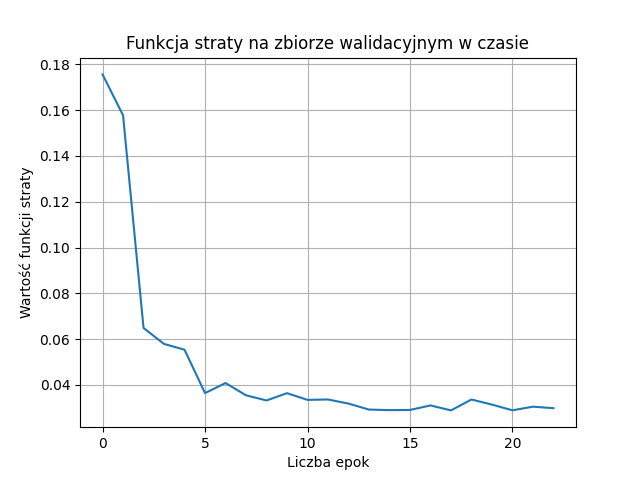 Funkcja straty na zbiorze walidacyjnym w czasie
0.18
0.16
0.14
0.12
0.10
0.08
0.06
0.04
Wartość funkcji straty
0 5 10 15 20
Liczba epok